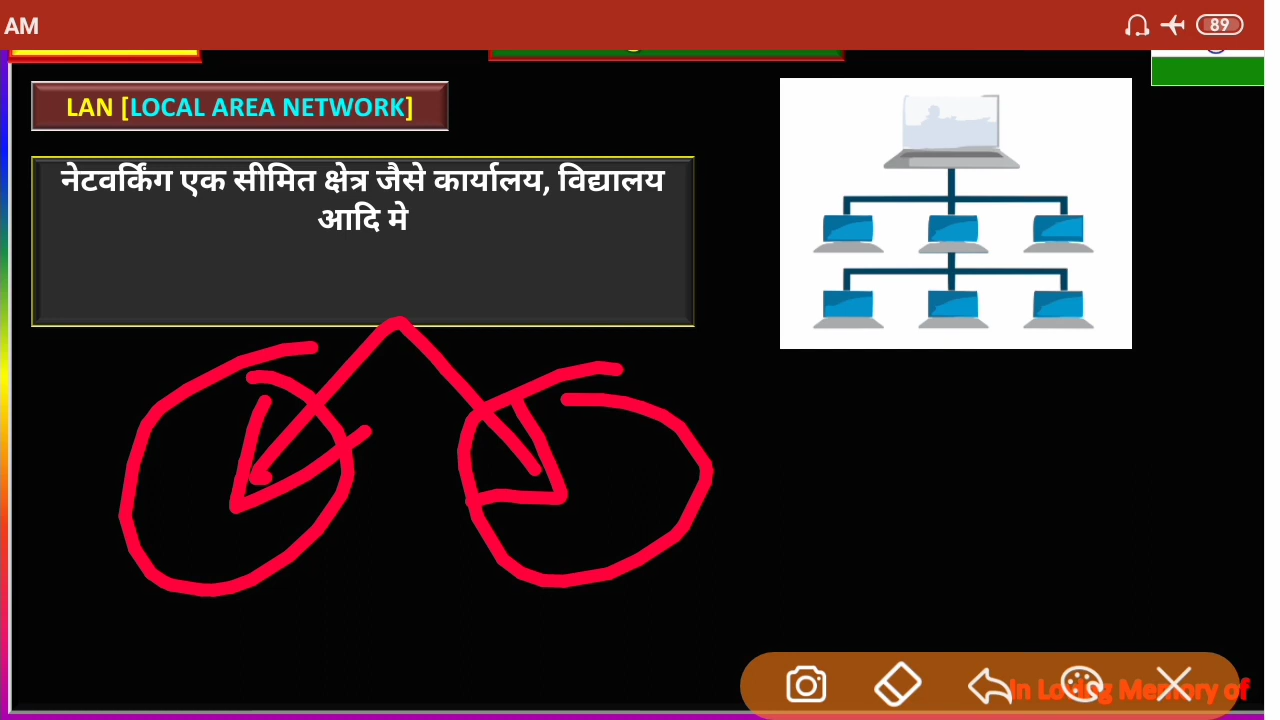 AM
89
LAN [LOCAL AREA NETWORK]
नेटवर्किंग एक सीमित क्षेत्र जैसे कार्यालय, विद्यालय
आदि मे
In Loving Memory of